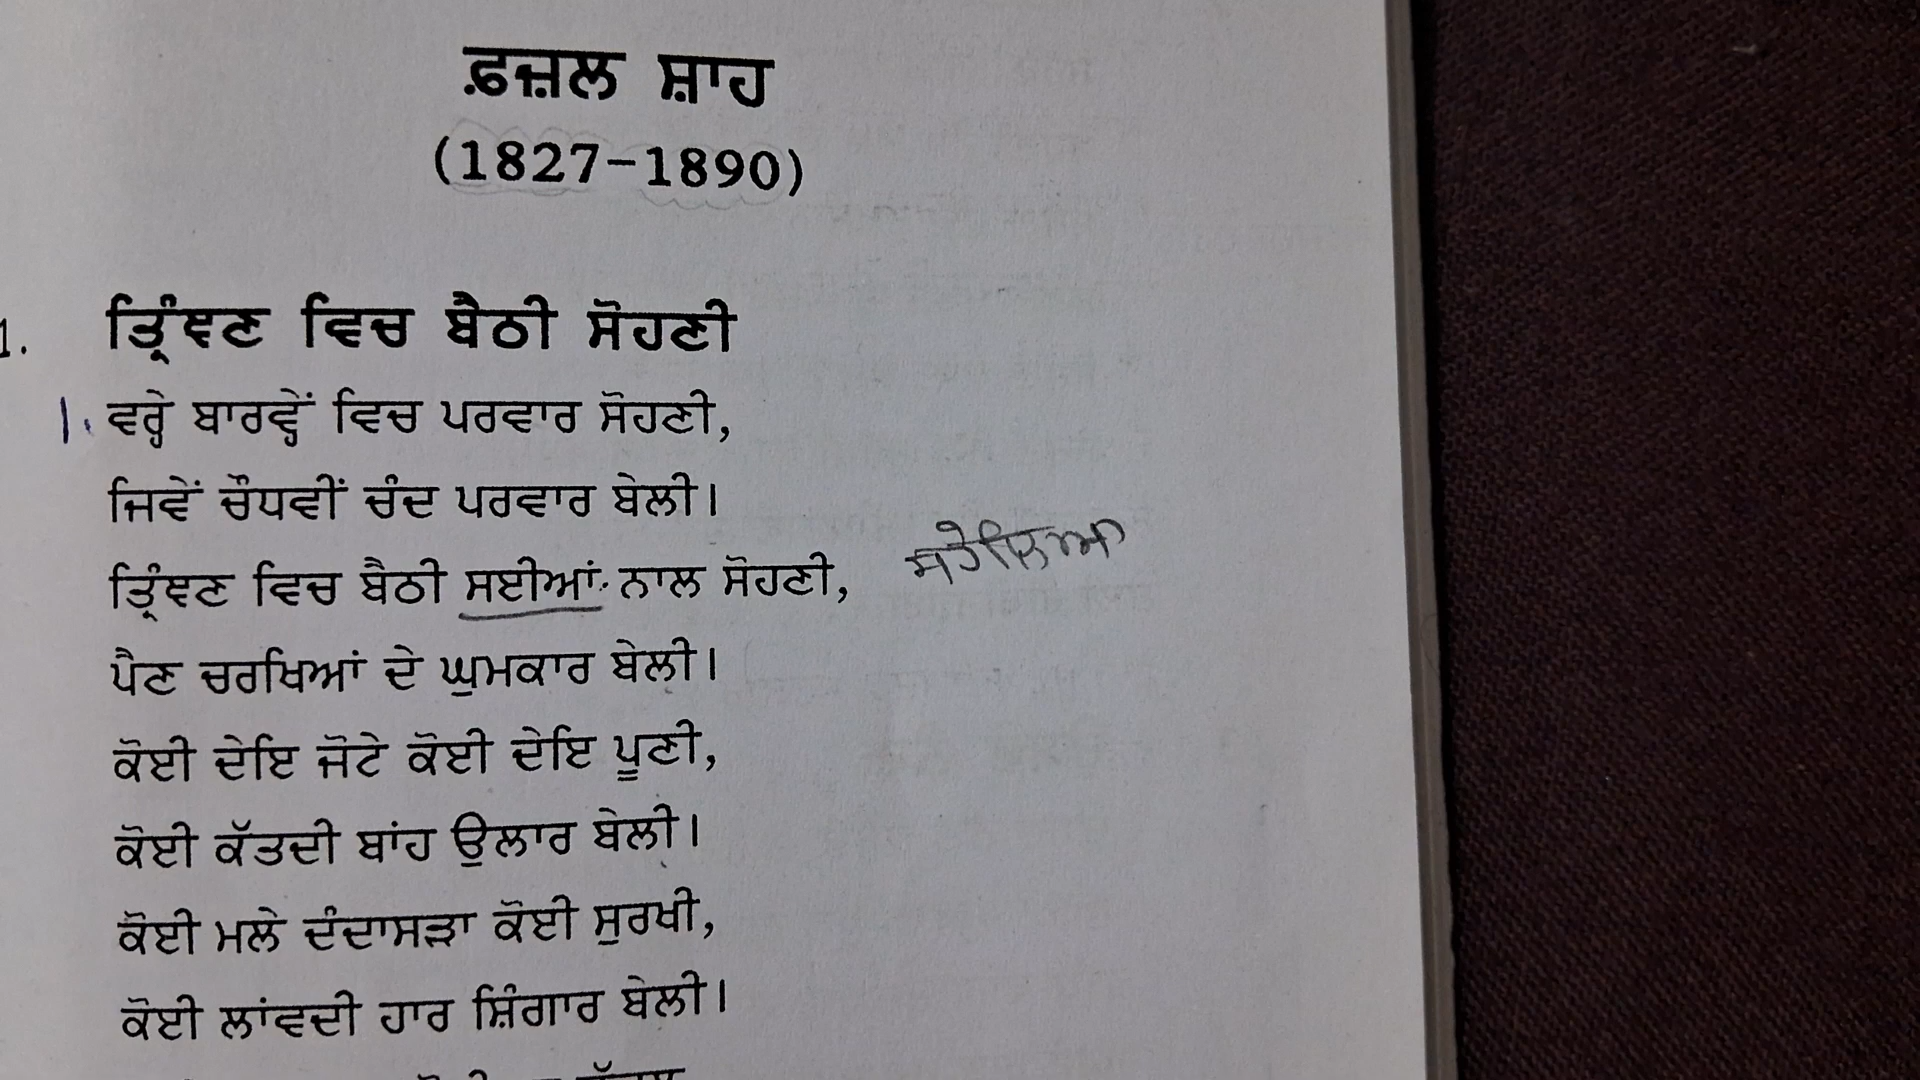 ਫ਼ਜ਼ਲ ਸ਼ਾਹ
(1827-1890)
1. ਤ੍ਰਿੰਞਣ ਵਿਚ ਬੈਠੀ ਸੋਹਣੀ
1. ਵਰ੍ਹੇ ਬਾਰਵ੍ਹੇਂ ਵਿਚ ਪਰਵਾਰ ਸੋਹਣੀ,
ਜਿਵੇਂ ਚੌਧਵੀਂ ਚੰਦ ਪਰਵਾਰ ਬੇਲੀ।
ਤ੍ਰਿੰਞਣ ਵਿਚ ਬੈਠੀ ਸਈਆਂ ਨਾਲ ਸੋਹਣੀ, ਸਹੇਲਿਆਂ
ਪੈਣ ਚਰਖਿਆਂ ਦੇ ਘੁਮਕਾਰ ਬੇਲੀ।
ਕੋਈ ਦੇਇ ਜੋਟੇ ਕੋਈ ਦੇਇ ਪੂਣੀ,
ਕੋਈ ਕੱਤਦੀ ਬਾਂਹ ਉਲਾਰ ਬੇਲੀ।
ਕੋਈ ਮਲੇ ਦੰਦਾਸੜਾ ਕੋਈ ਸੁਰਖੀ,
ਕੋਈ ਲਾਂਵਦੀ ਹਾਰ ਸ਼ਿੰਗਾਰ ਬੇਲੀ।